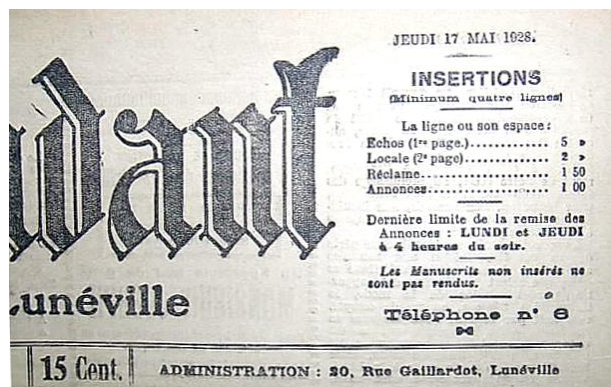 JEUDI 17 MAI 1928.
INSERTIONS
(Minimum quatre lignes)
La ligne ou son espace :
Echos (1re page.)............. 5 »
Locale (2e page)............. 2 »
Réclame...................... 1 50
Annonces..................... 1 00
Dernière limite de la remise des
Annonces : LUNDI et JEUDI
à 4 heures du soir.
Les Manuscrits non insérés ne
sont pas rendus.
Téléphone n° 6
udant
Lunéville
15 Cent.
ADMINISTRATION : 20, Rue Gaillardot, Lunéville